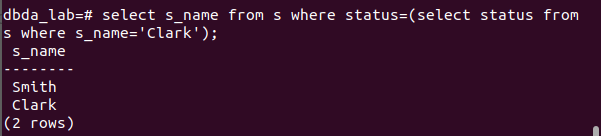 dbda_lab=# select s_name from s where status=(select status from
s where s_name='Clark');
 s_name
--------
 Smith
 Clark
(2 rows)